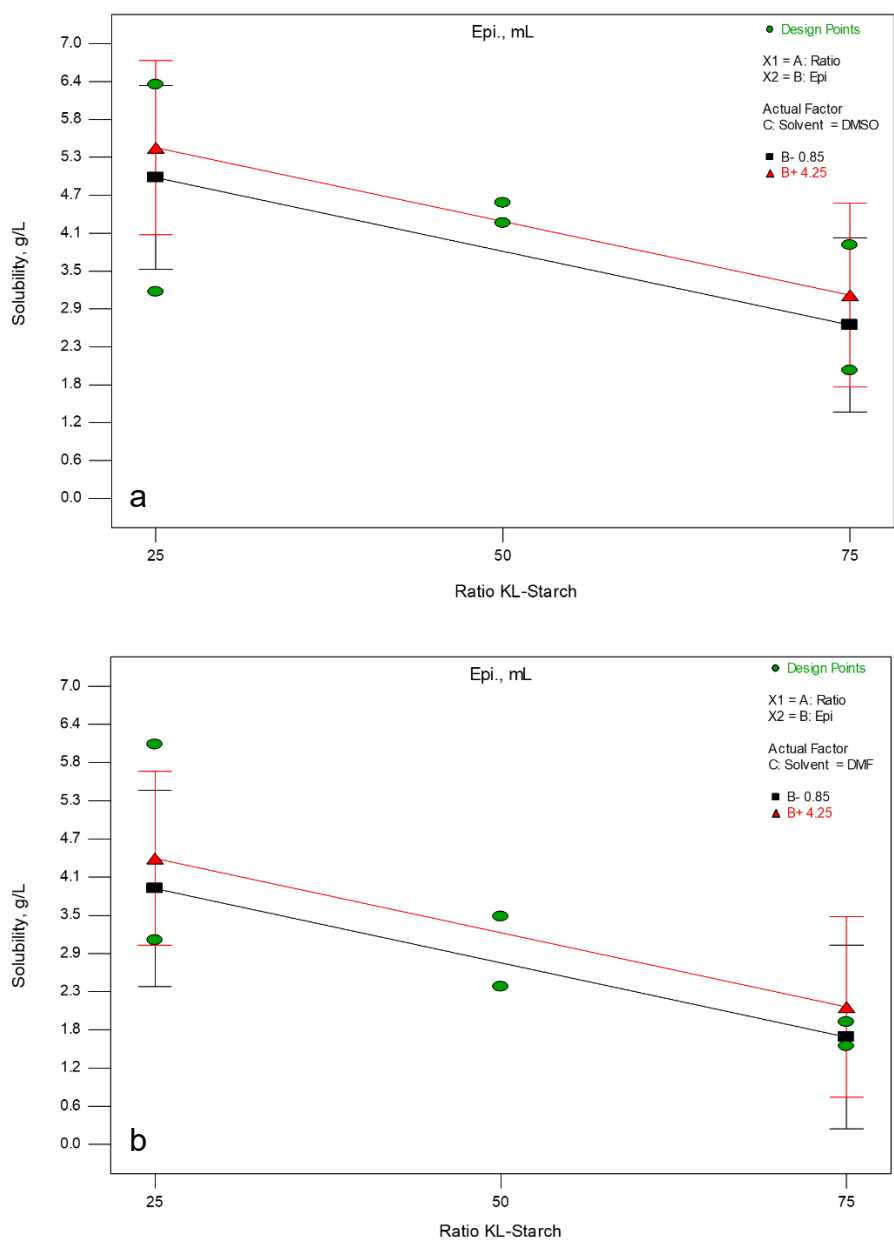 Epi., mL
Design Points
X1 = A: Ratio
X2 = B: Epi
Actual Factor
C: Solvent = DMSO
B- 0.85
B+ 4.25
Solubility, g/L
7.0
6.4
5.8
5.3
4.7
4.1
3.5
2.9
2.3
1.8
1.2
0.6
0.0
a
25
50
75
Ratio KL-Starch
Epi., mL
Design Points
X1 = A: Ratio
X2 = B: Epi
Actual Factor
C: Solvent = DMF
B- 0.85
B+ 4.25
Solubility, g/L
7.0
6.4
5.8
5.3
4.7
4.1
3.5
2.9
2.3
1.8
1.2
0.6
0.0
b
25
50
75
Ratio KL-Starch